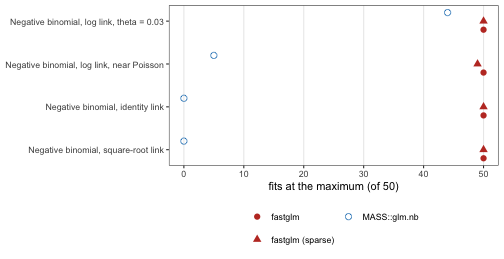 Negative binomial, log link, theta = 0.03
Negative binomial, log link, near Poisson
Negative binomial, identity link
Negative binomial, square-root link
0 10 20 30 40 50
fits at the maximum (of 50)
fastglm MASS::glm.nb
fastglm (sparse)